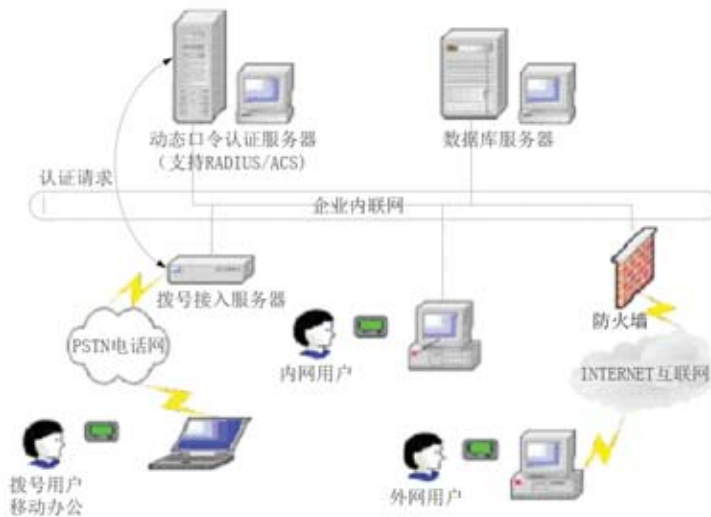 动态口令认证服务器
(支持RADIUS/ACS)
数据库服务器
认证请求
企业内联网
拨号接入服务器
防火墙
PSTN电话网
内网用户
INTERNET互联网
拨号用户
移动办公
外网用户